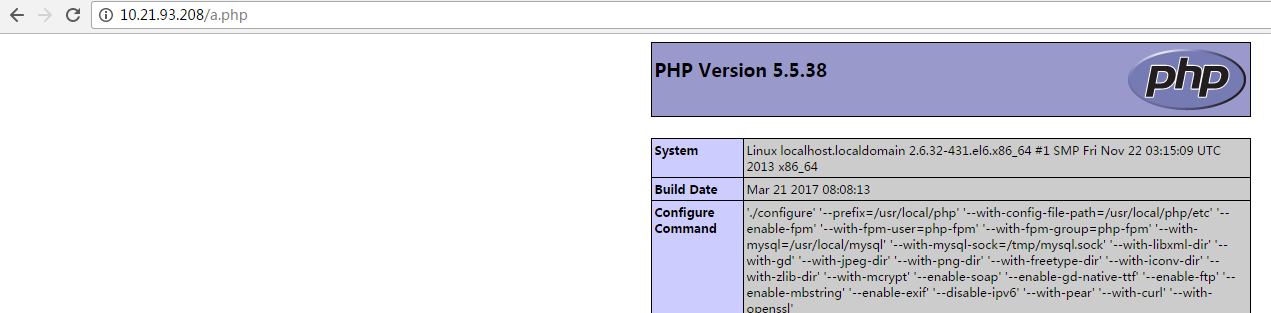 10.21.93.208/a.php
PHP Version 5.5.38
php
System
Linux localhost.localdomain 2.6.32-431.el6.x86_64 #1 SMP Fri Nov 22 03:15:09 UTC
2013 x86_64
Build Date
Mar 21 2017 08:08:13
Configure
Command
'./configure' '--prefix=/usr/local/php' '--with-config-file-path=/usr/local/php/etc' '--
enable-fpm' '--with-fpm-user=php-fpm' '--with-fpm-group=php-fpm' '--with-
mysql=/usr/local/mysql' '--with-mysql-sock=/tmp/mysql.sock' '--with-libxml-dir' '--
with-gd' '--with-jpeg-dir' '--with-png-dir' '--with-freetype-dir' '--with-iconv-dir' '--
with-zlib-dir' '--with-mcrypt' '--enable-soap' '--enable-gd-native-ttf' '--enable-ftp' '--
enable-mbstring' '--enable-exif' '--disable-ipv6' '--with-pear' '--with-curl' '--with-
openssl'